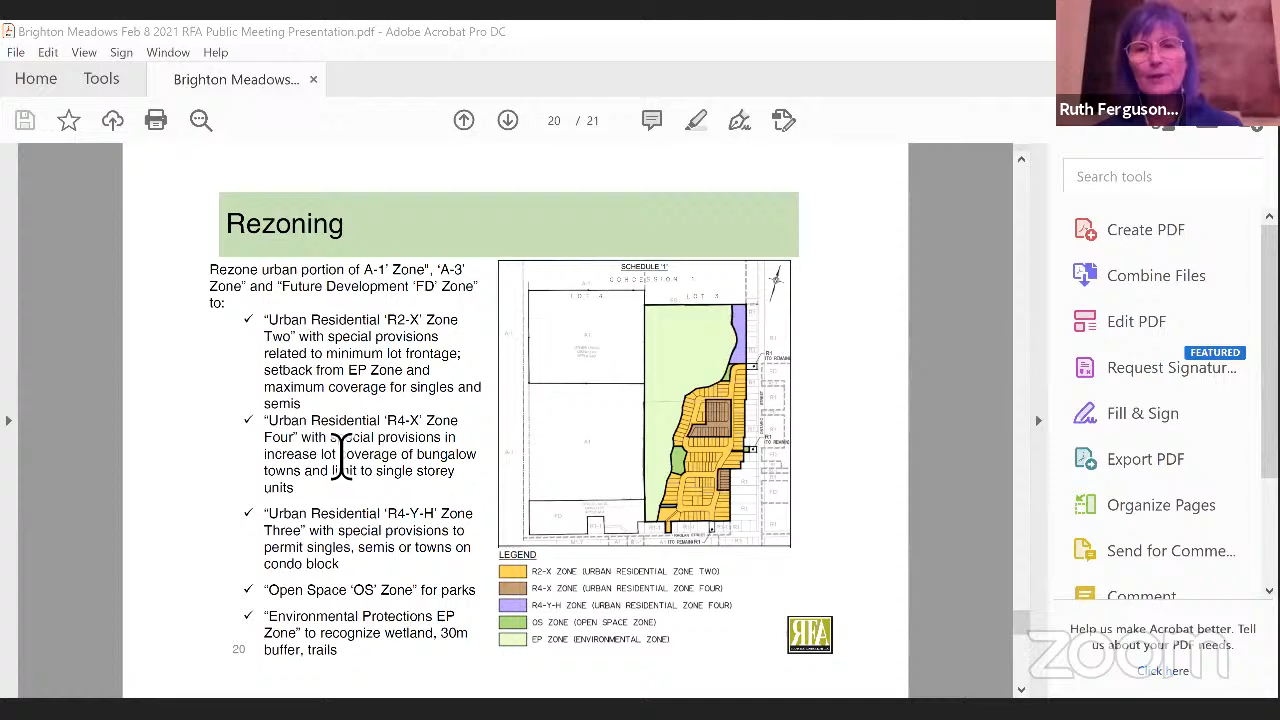 Brighton Meadows Feb 8 2021 RFA Public Meeting Presentation.pdf - Adobe Acrobat Pro DC
File Edit View Sign Window Help
Home Tools Brighton Meadows... ×
20 / 21
Ruth Ferguson...
Search tools
Create PDF
Combine Files
Edit PDF
FEATURED
Request Signatur...
Fill & Sign
Export PDF
Organize Pages
Send for Comme...
Comment
Help us make Acrobat better. Tell
us about your PDF needs.
Click here
zoom
Rezoning
Rezone urban portion of A-1' Zone", 'A-3'
Zone" and "Future Development 'FD' Zone"
to:
✓ "Urban Residential 'R2-X' Zone
Two" with special provisions
related to minimum lot frontage;
setback from EP Zone and
maximum coverage for singles and
semis
✓ "Urban Residential 'R4-X' Zone
Four" with special provisions in
increased coverage of bungalow
towns and limit to single storey
units
✓ "Urban Residential 'R4-Y-H' Zone
Three" with special provisions to
permit singles, semis or towns on
condo block
✓ "Open Space 'OS' Zone" for parks
✓ "Environmental Protections EP
Zone" to recognize wetland, 30m
buffer, trails
20
SCHEDULE '1'
CONCESSION 1
LOT 4 LOT 3
LEGEND
R2-X ZONE (URBAN RESIDENTIAL ZONE TWO)
R4-X ZONE (URBAN RESIDENTIAL ZONE FOUR)
R4-Y-H ZONE (URBAN RESIDENTIAL ZONE FOUR)
OS ZONE (OPEN SPACE ZONE)
EP ZONE (ENVIRONMENTAL ZONE)
RFA